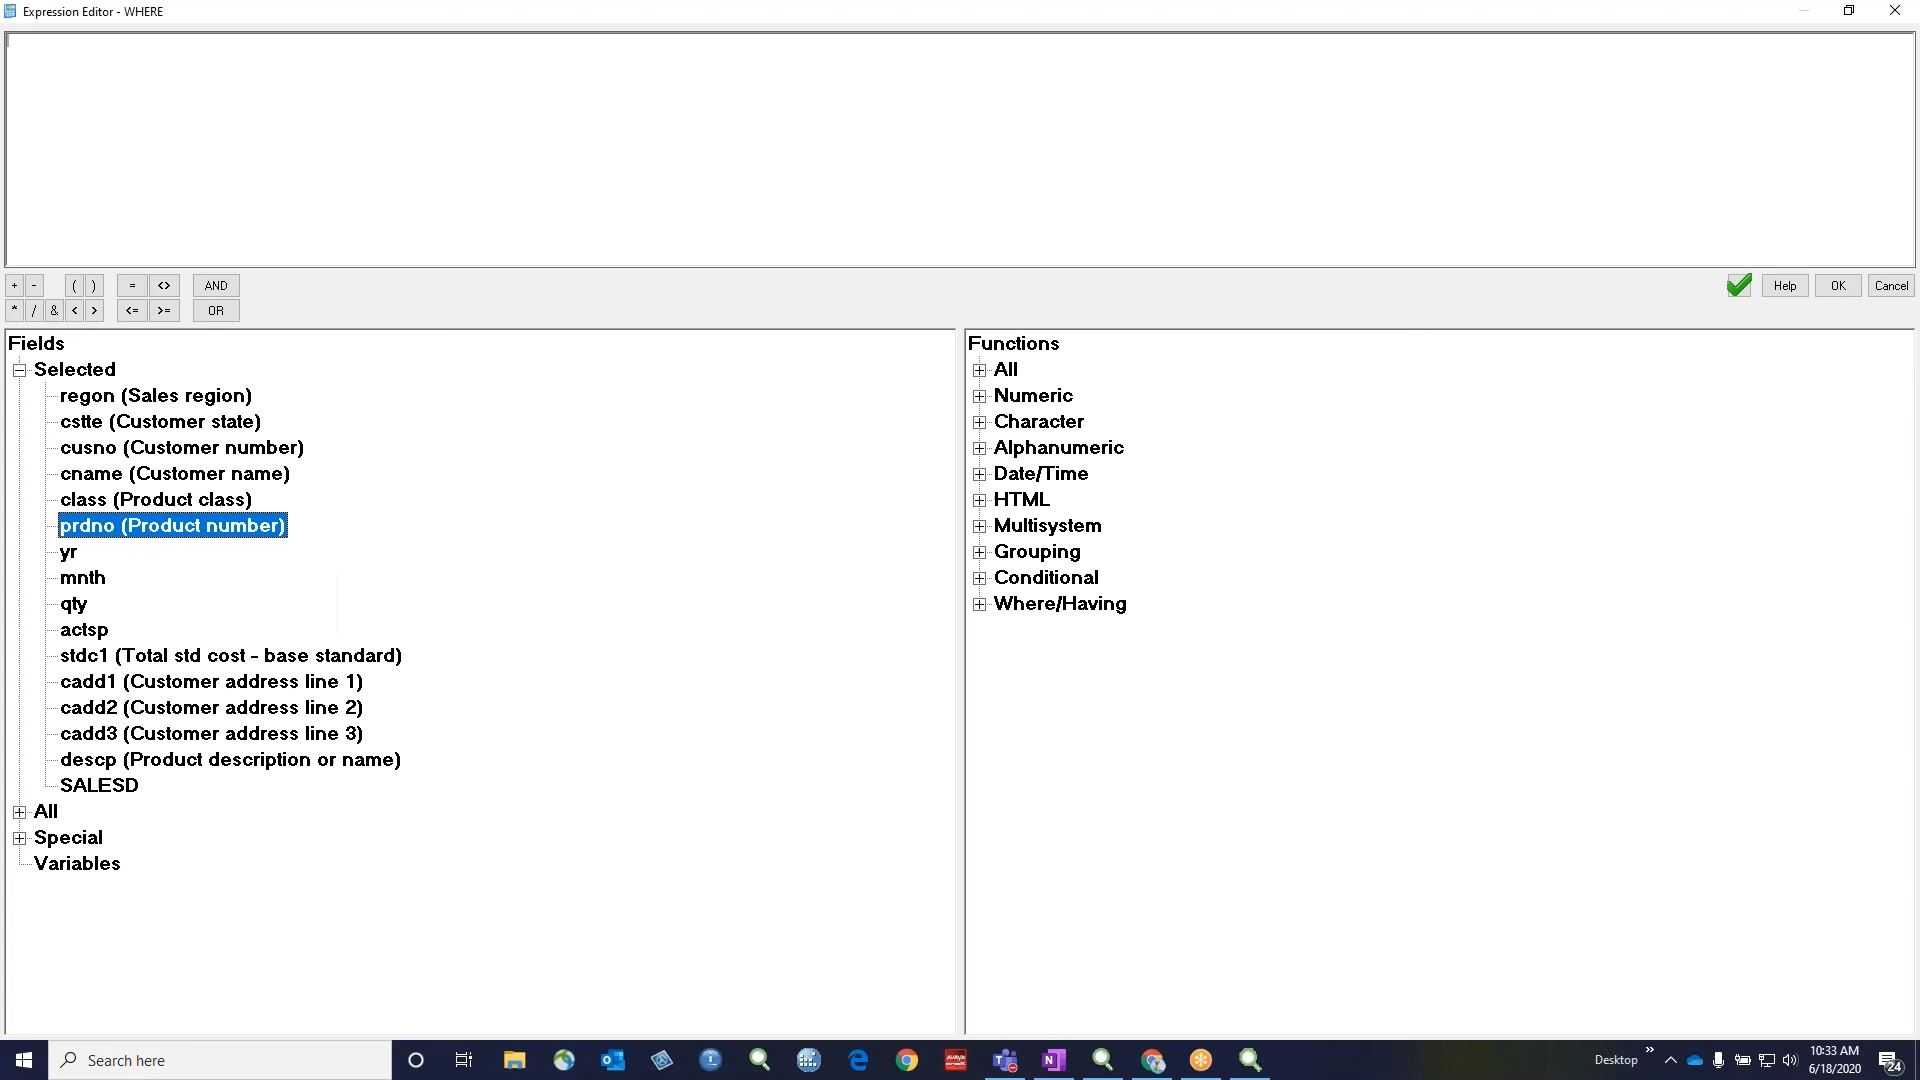 Expression Editor - WHERE
+ - ( ) = <> AND
* / & < > <= >= OR
Help OK Cancel
Fields
Selected
regon (Sales region)
cstte (Customer state)
cusno (Customer number)
cname (Customer name)
class (Product class)
prdno (Product number)
yr
mnth
qty
actsp
stdc1 (Total std cost - base standard)
cadd1 (Customer address line 1)
cadd2 (Customer address line 2)
cadd3 (Customer address line 3)
descp (Product description or name)
SALESD
All
Special
Variables
Functions
All
Numeric
Character
Alphanumeric
Date/Time
HTML
Multisystem
Grouping
Conditional
Where/Having
Search here
Desktop
10:33 AM
6/18/2020
24